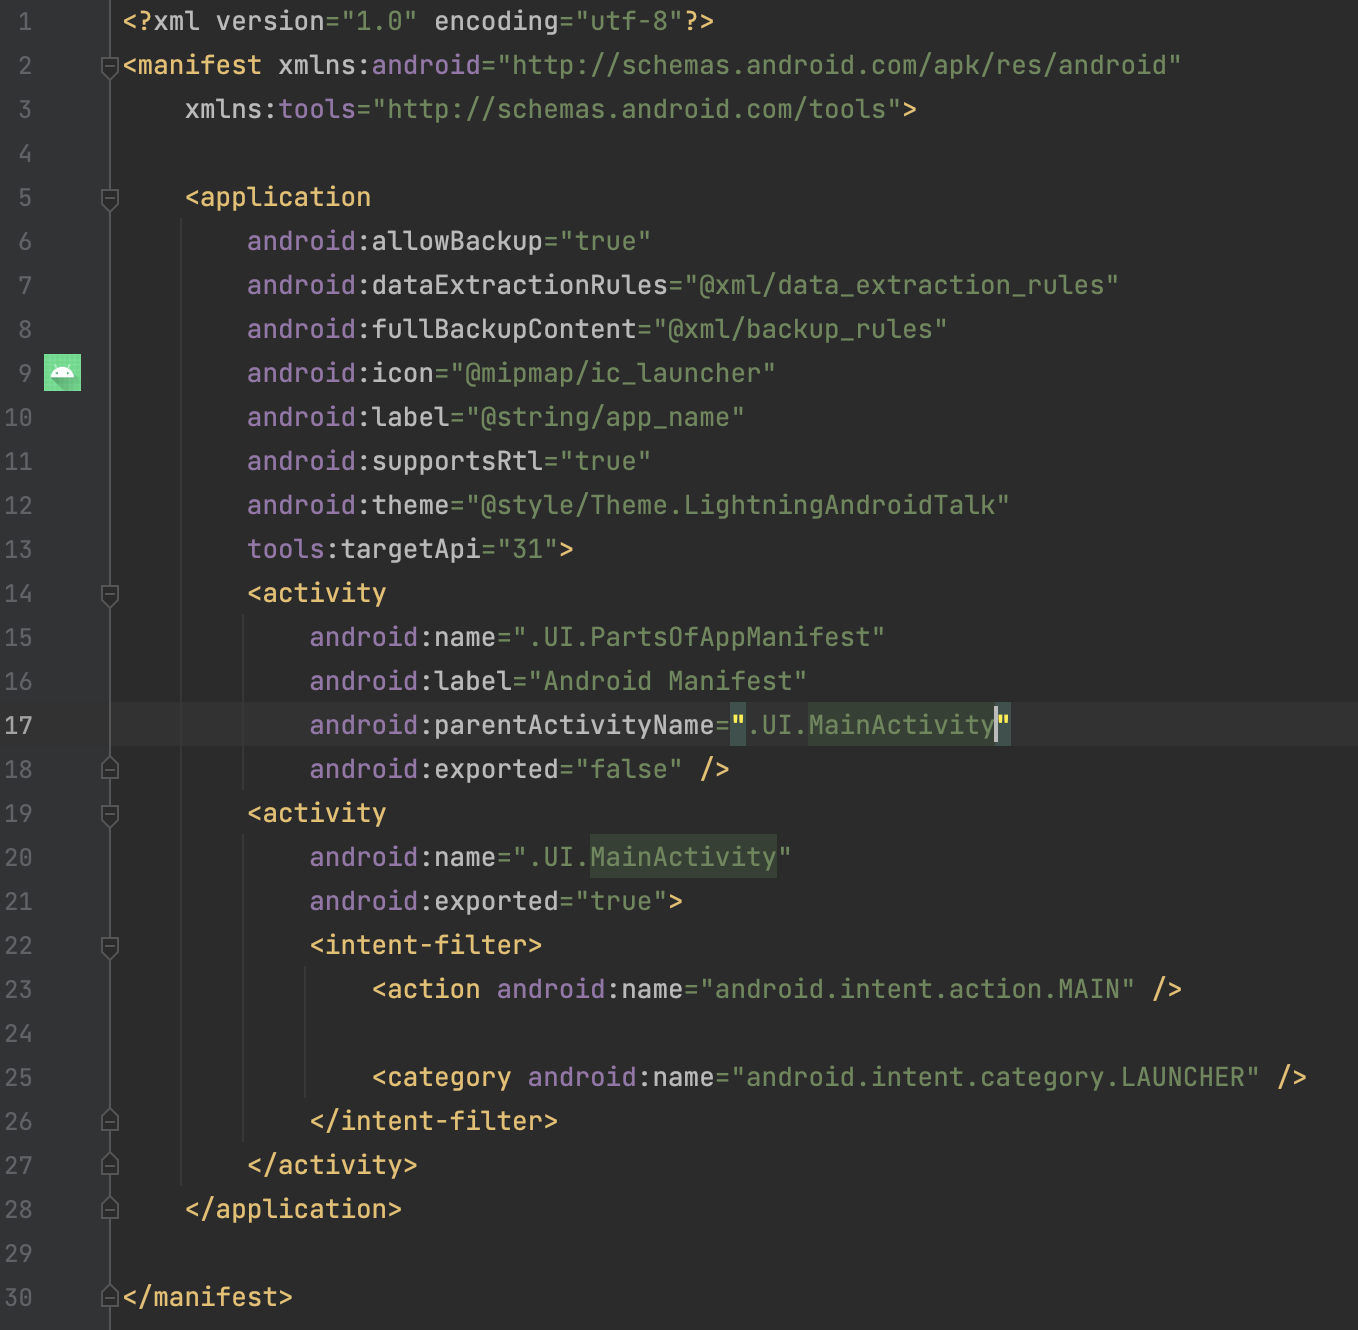 1 <?xml version="1.0" encoding="utf-8"?>
2 <manifest xmlns:android="http://schemas.android.com/apk/res/android"
3     xmlns:tools="http://schemas.android.com/tools">
4
5     <application
6         android:allowBackup="true"
7         android:dataExtractionRules="@xml/data_extraction_rules"
8         android:fullBackupContent="@xml/backup_rules"
9         android:icon="@mipmap/ic_launcher"
10         android:label="@string/app_name"
11         android:supportsRtl="true"
12         android:theme="@style/Theme.LightningAndroidTalk"
13         tools:targetApi="31">
14         <activity
15             android:name=".UI.PartsOfAppManifest"
16             android:label="Android Manifest"
17             android:parentActivityName=".UI.MainActivity"
18             android:exported="false" />
19         <activity
20             android:name=".UI.MainActivity"
21             android:exported="true">
22             <intent-filter>
23                 <action android:name="android.intent.action.MAIN" />
24
25                 <category android:name="android.intent.category.LAUNCHER" />
26             </intent-filter>
27         </activity>
28     </application>
29
30 </manifest>